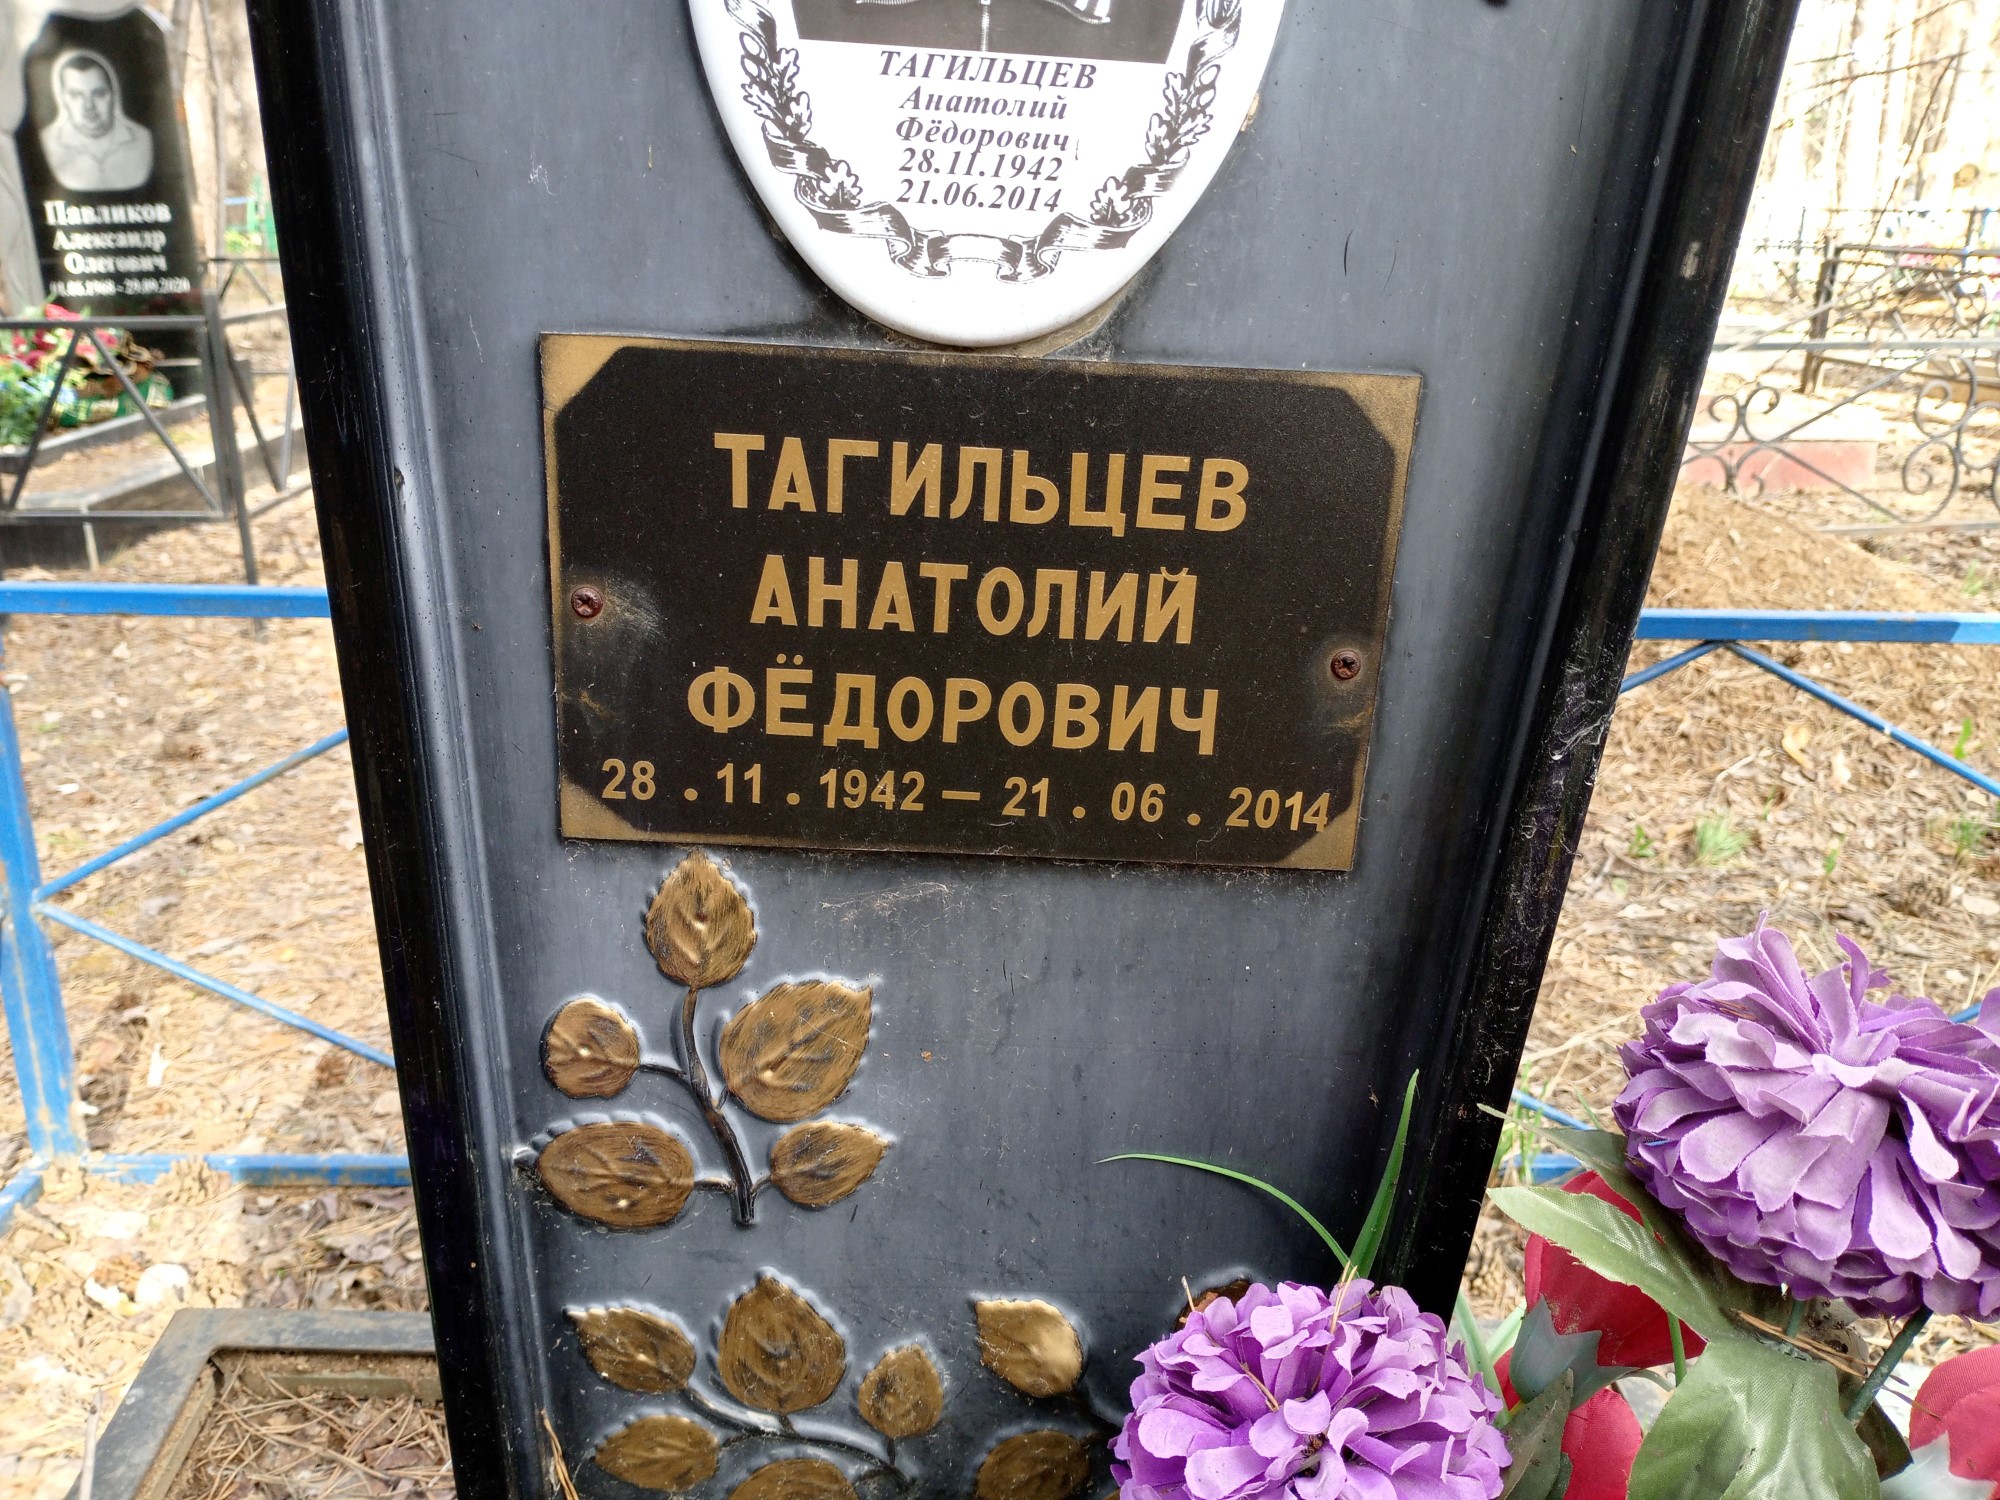 ТАГИЛЬЦЕВ
Анатолий
Фёдорович
28.11.1942
21.06.2014
ТАГИЛЬЦЕВ
АНАТОЛИЙ
ФЁДОРОВИЧ
28 . 11 . 1942 – 21 . 06 . 2014
Павликов
Александр
Олегович